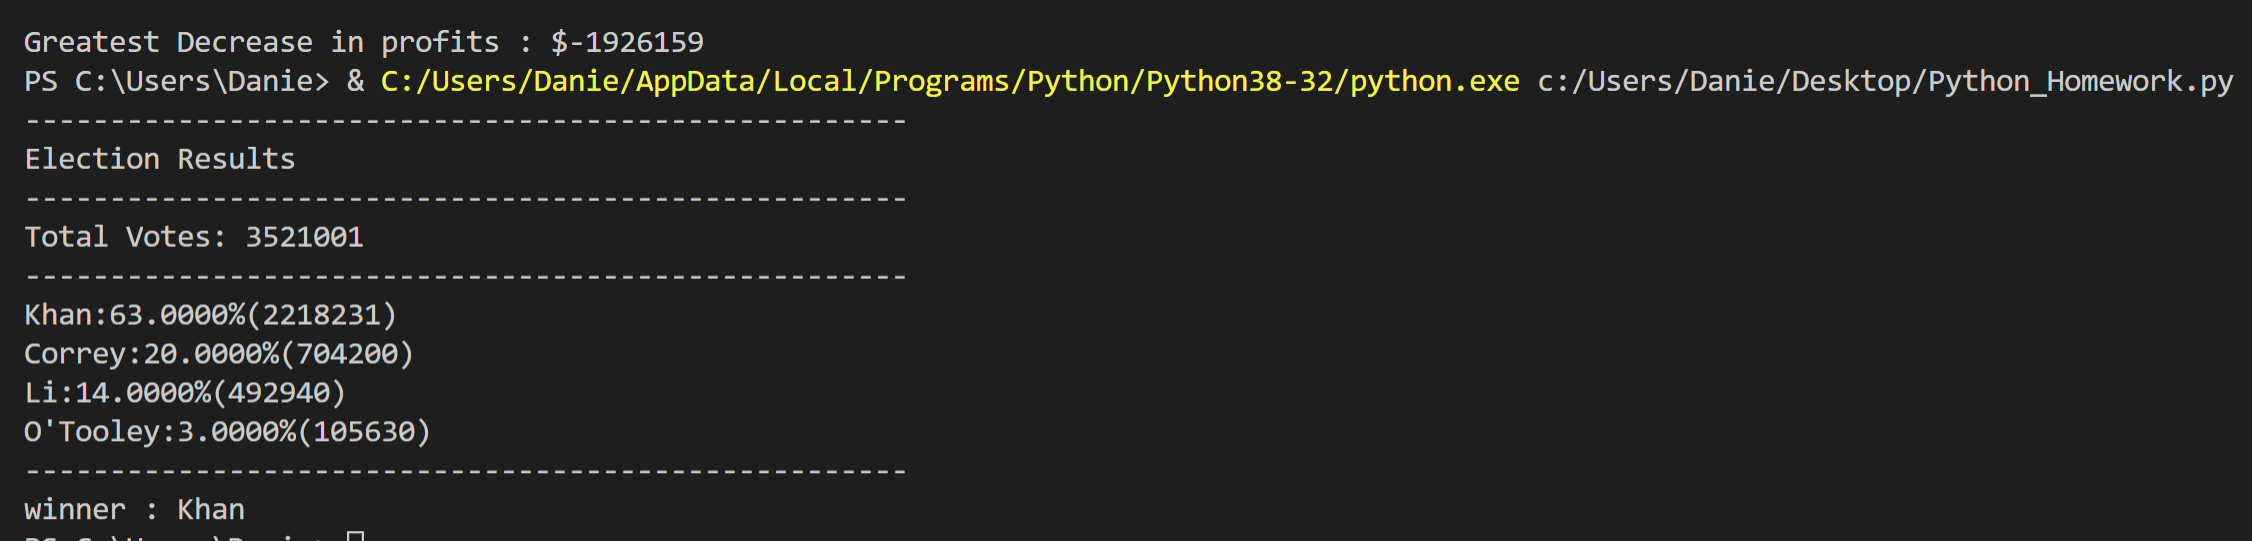 Greatest Decrease in profits : $-1926159
PS C:\Users\Danie> & C:/Users/Danie/AppData/Local/Programs/Python/Python38-32/python.exe c:/Users/Danie/Desktop/Python_Homework.py
----------------------------------------------------
Election Results
----------------------------------------------------
Total Votes: 3521001
----------------------------------------------------
Khan:63.0000%(2218231)
Correy:20.0000%(704200)
Li:14.0000%(492940)
O'Tooley:3.0000%(105630)
----------------------------------------------------
winner : Khan